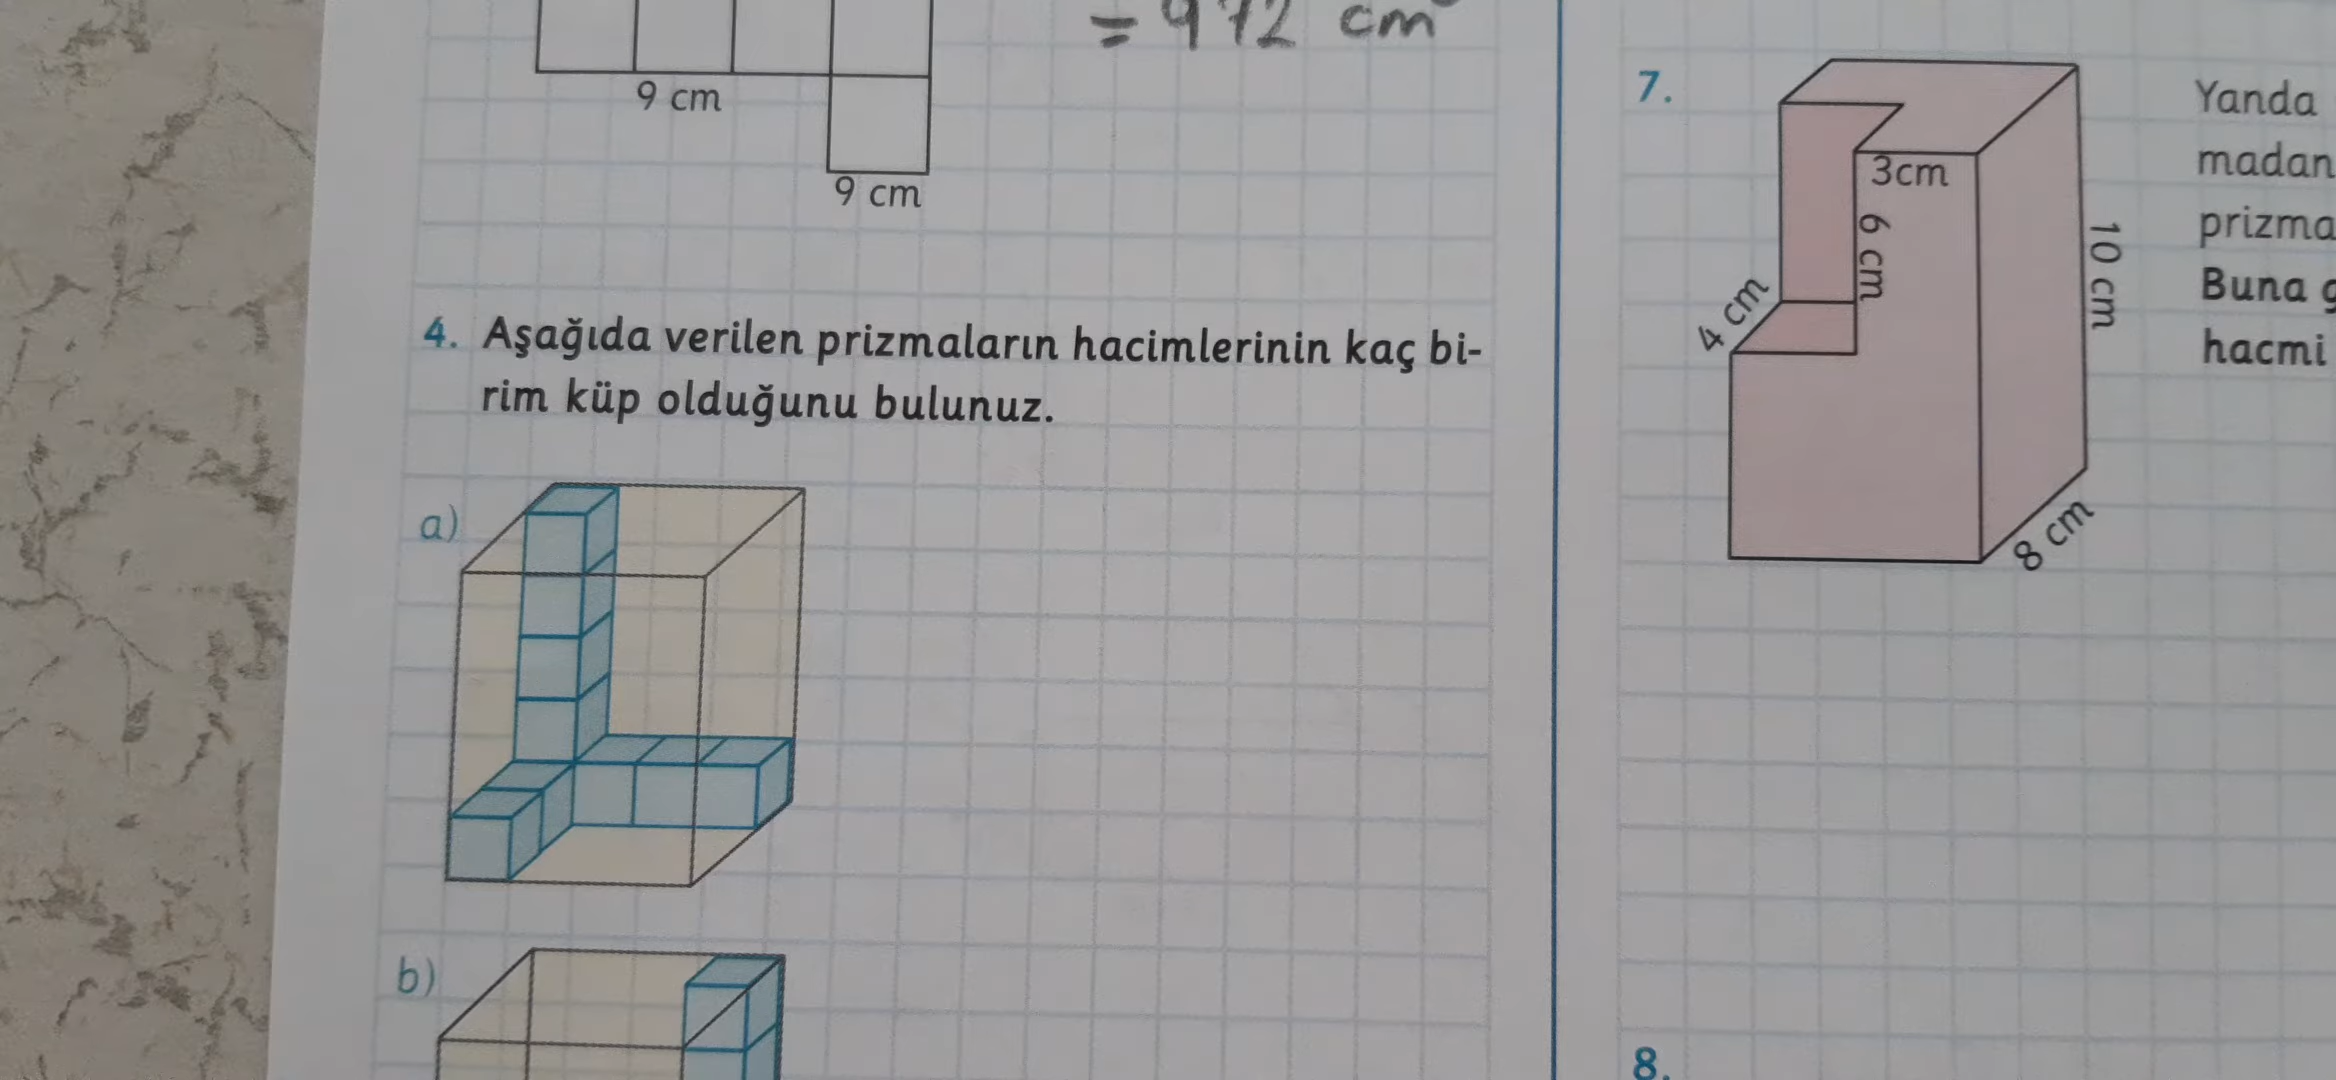 = 972 cm
9 cm
9 cm
4. Aşağıda verilen prizmaların hacimlerinin kaç bi-
rim küp olduğunu bulunuz.
a)
b)
7.
3cm
6 cm
4 cm
10 cm
8 cm
Yanda
madan
prizma
Buna g
hacmi
8.